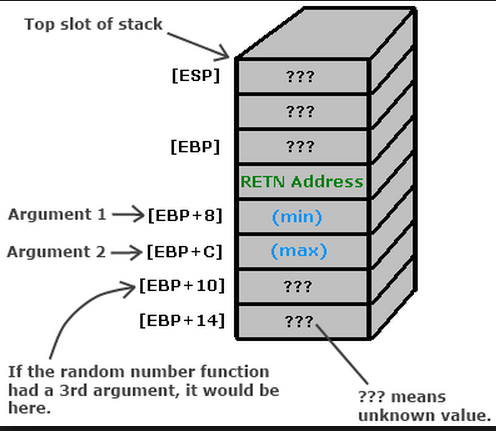 Top slot of stack
[ESP]
???
???
[EBP]
???
RETN Address
Argument 1
[EBP+8]
(min)
Argument 2
[EBP+C]
(max)
[EBP+10]
???
[EBP+14]
???
If the random number function
had a 3rd argument, it would be
here.
??? means
unknown value.